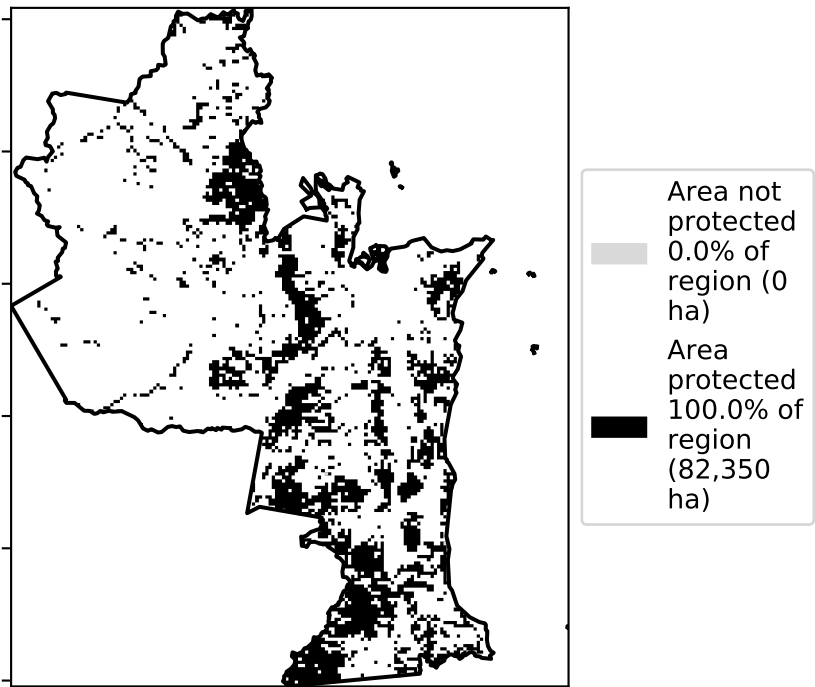 Area not
protected
0.0% of
region (0
ha)
Area
protected
100.0% of
region
(82,350
ha)